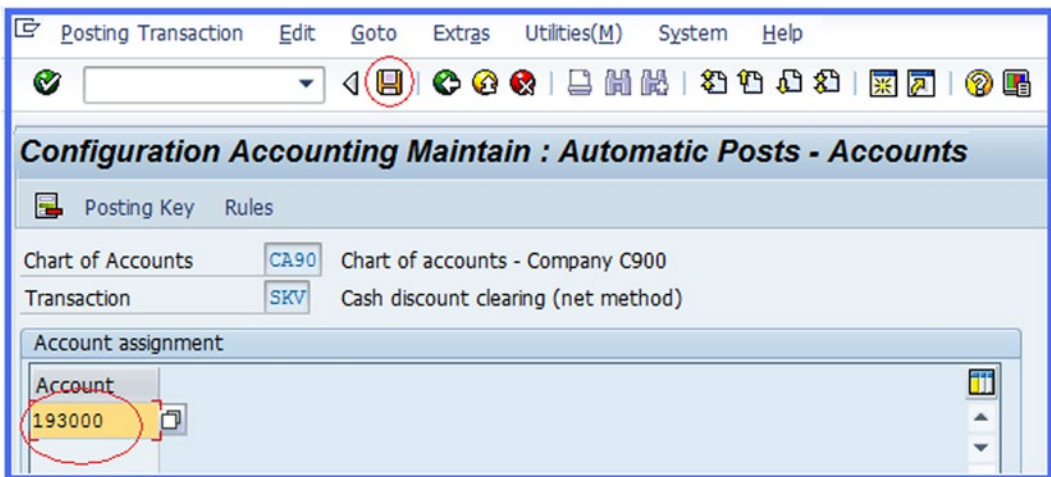 Posting Transaction Edit Goto Extras Utilities(M) System Help
Configuration Accounting Maintain : Automatic Posts - Accounts
Posting Key Rules
Chart of Accounts CA90 Chart of accounts - Company C900
Transaction SKV Cash discount clearing (net method)
Account assignment
Account
193000